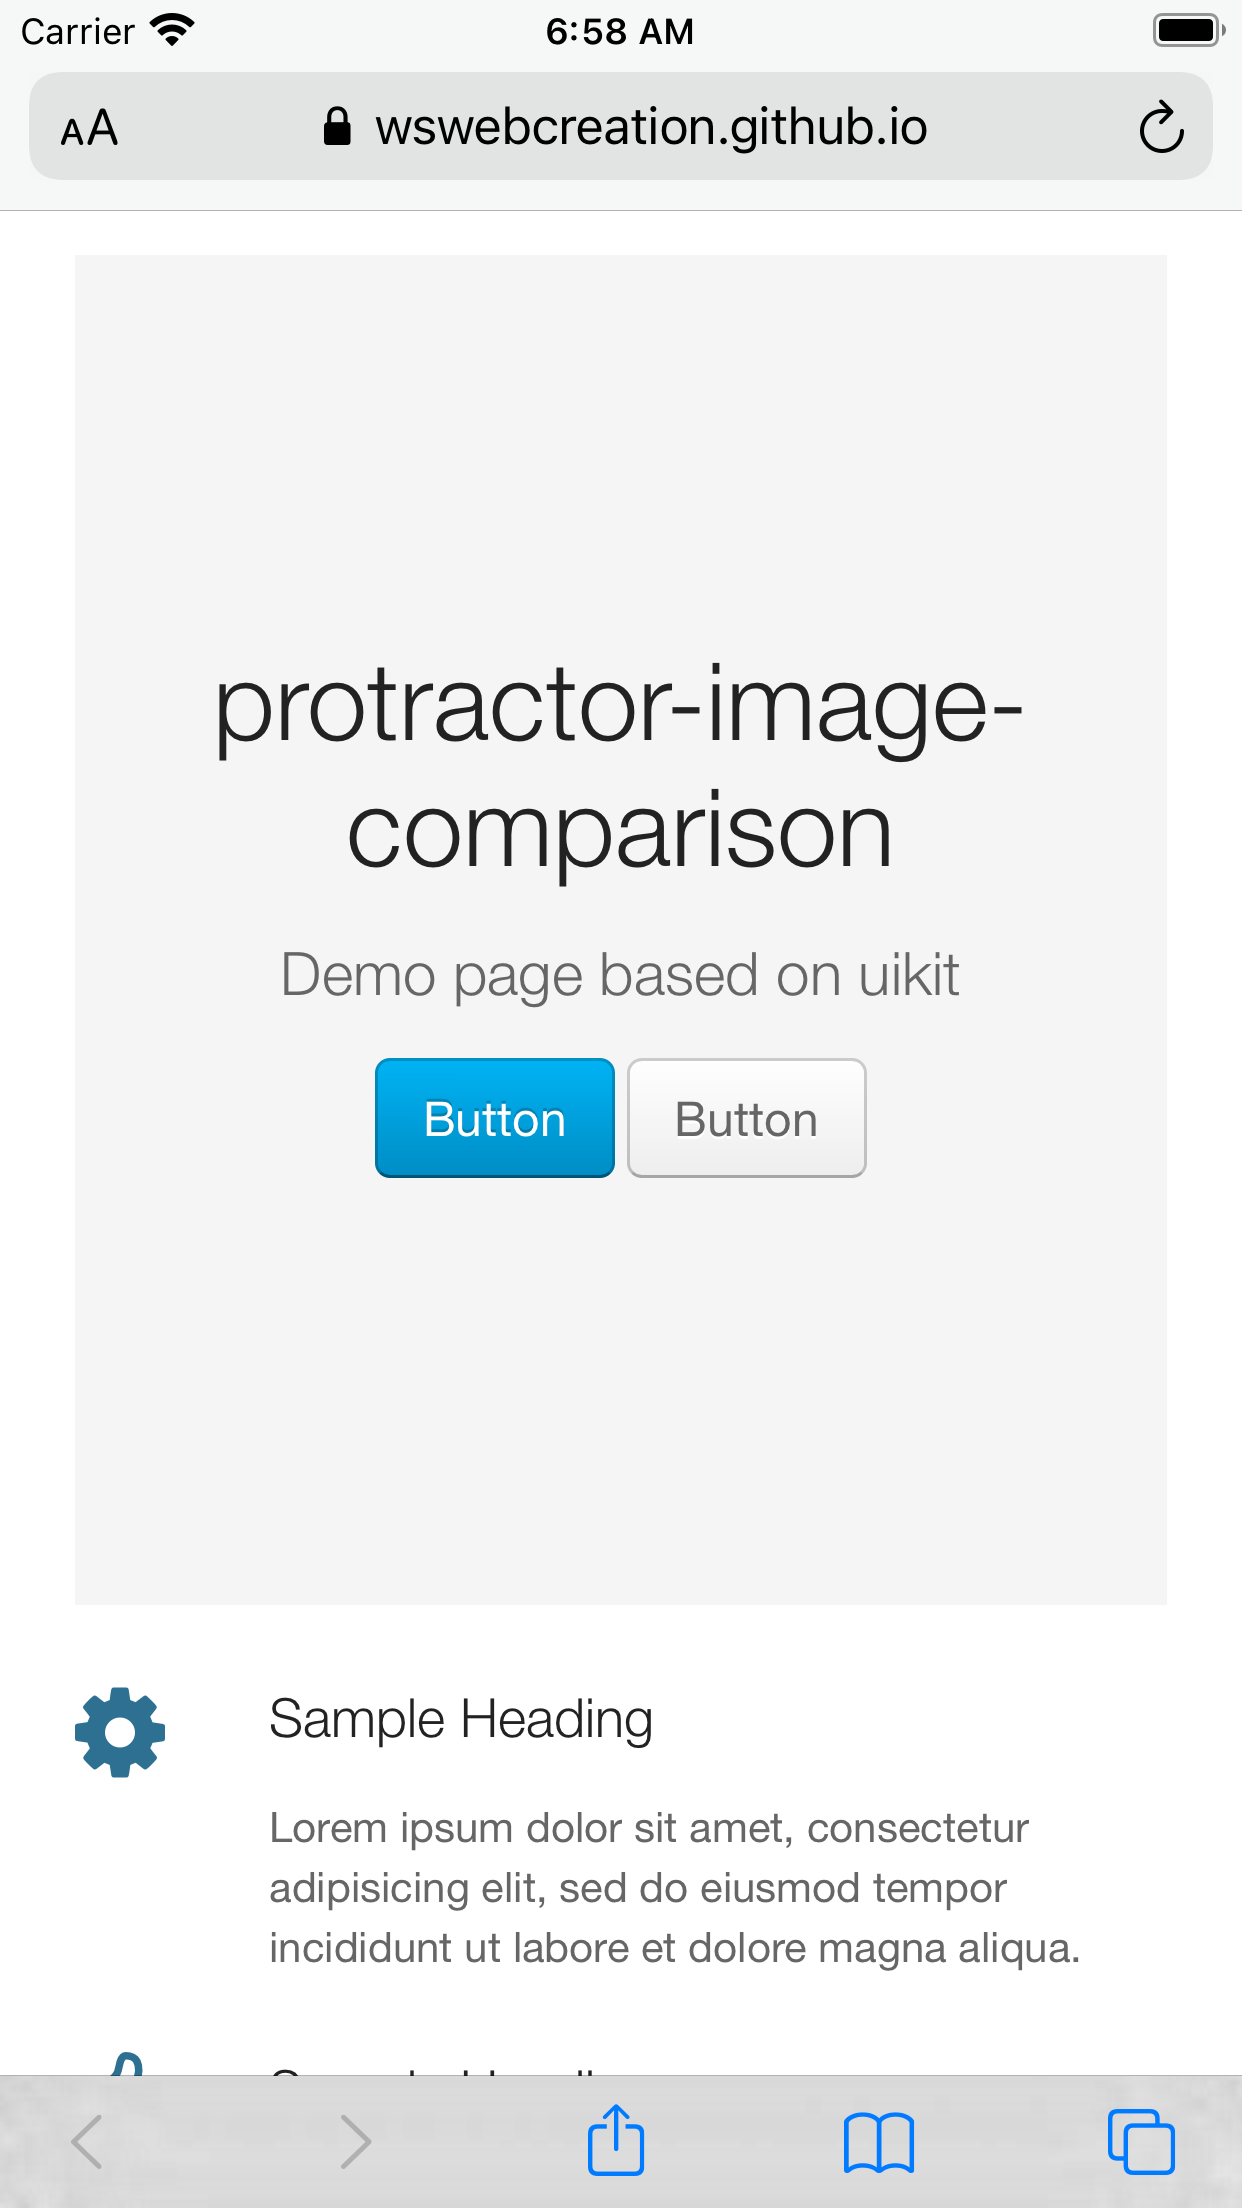 Carrier
6:58 AM
AA
wswebcreation.github.io
protractor-image-
comparison
Demo page based on uikit
Button Button
Sample Heading
Lorem ipsum dolor sit amet, consectetur
adipisicing elit, sed do eiusmod tempor
incididunt ut labore et dolore magna aliqua.